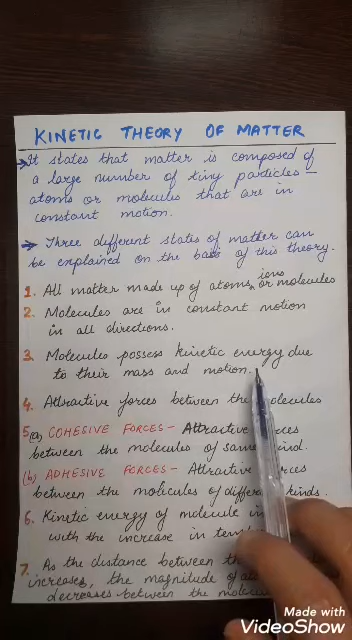 KINETIC THEORY OF MATTER
It states that matter is composed of
a large number of tiny particles –
atoms or molecules that are in
constant motion.
Three different states of matter can
be explained on the basis of this theory.
1. All matter made up of atoms, ions or molecules
2. Molecules are in constant motion
in all directions.
3. Molecules possess kinetic energy due
to their mass and motion.
4. Attractive forces between the molecules
5(a) COHESIVE FORCES - Attractive forces
between the molecules of same kind.
(b) ADHESIVE FORCES - Attractive forces
between the molicules of different kinds.
6. Kinetic energy of molecule in
with the increase in
7. As the distance between
increases, the magnitude of
decreases between the
Made with
VideoShow